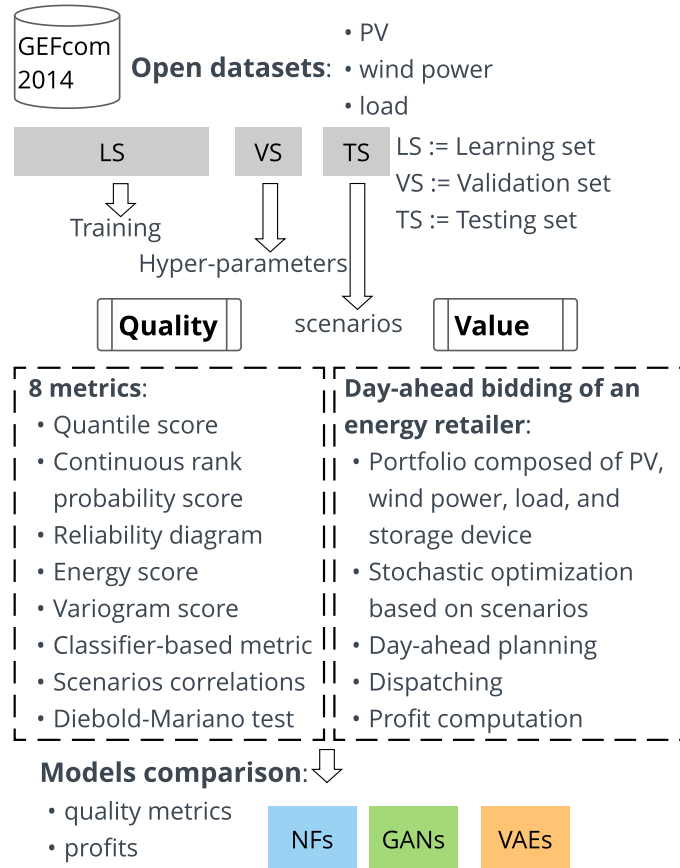 GEFcom
2014
Open datasets:
• PV
• wind power
• load
LS
VS
TS
LS := Learning set
VS := Validation set
TS := Testing set
Training
Hyper-parameters
scenarios
Quality
Value
8 metrics:
• Quantile score
• Continuous rank
probability score
• Reliability diagram
• Energy score
• Variogram score
• Classifier-based metric
• Scenarios correlations
• Diebold-Mariano test
Day-ahead bidding of an
energy retailer:
• Portfolio composed of PV,
wind power, load, and
storage device
• Stochastic optimization
based on scenarios
• Day-ahead planning
• Dispatching
• Profit computation
Models comparison:
• quality metrics
• profits
NFs
GANs
VAEs